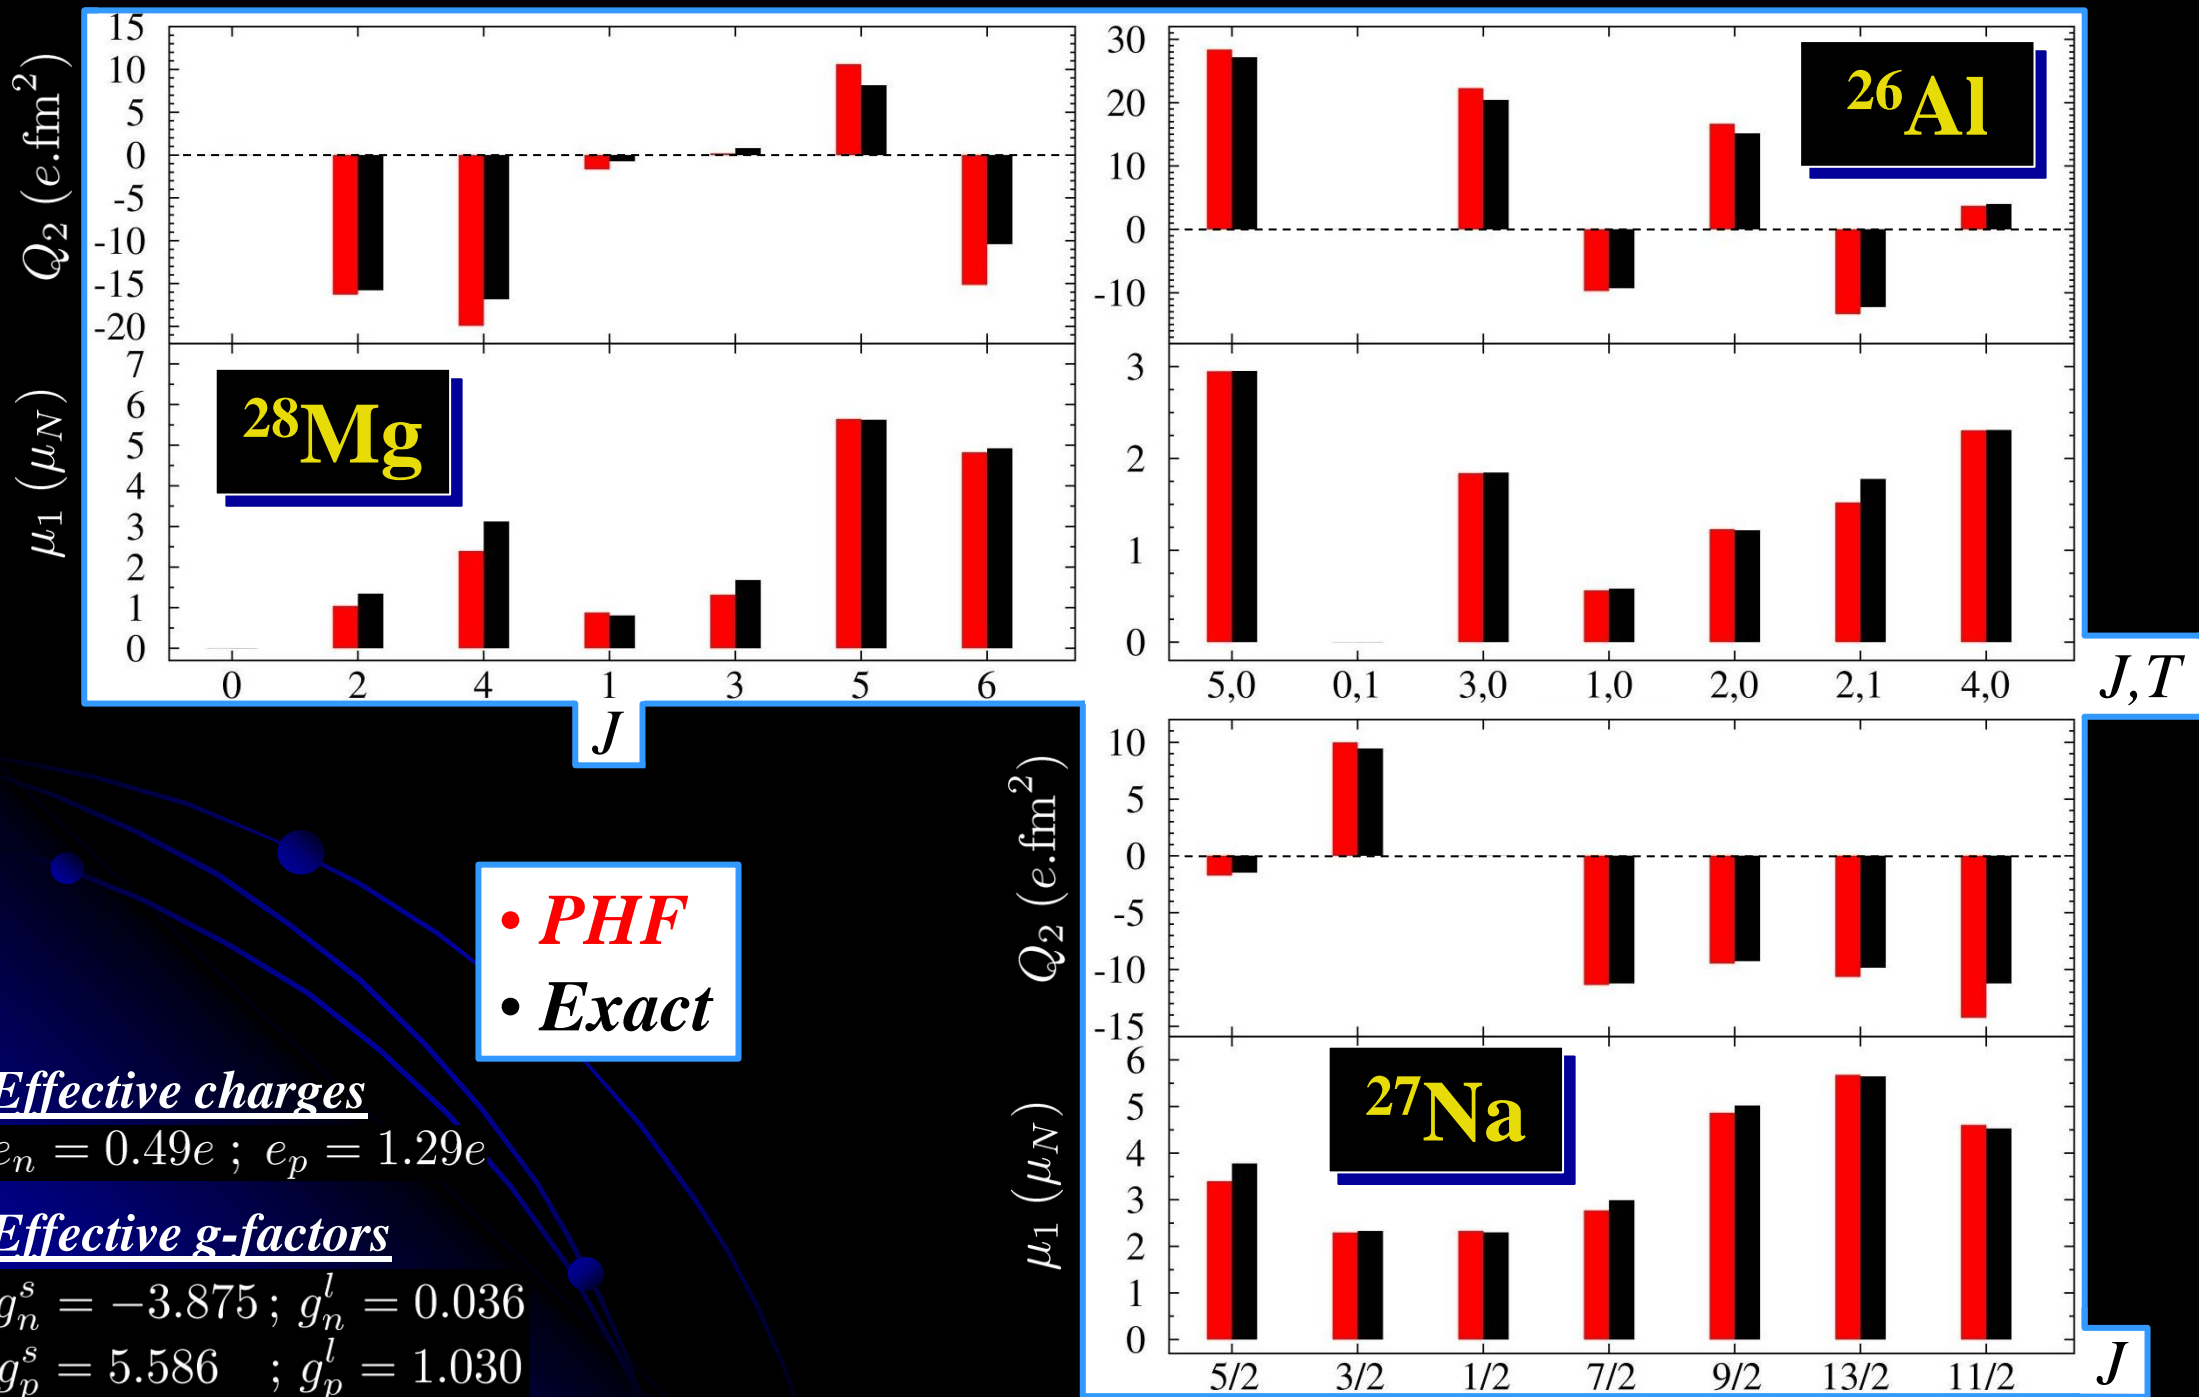 15
10
5
0
-5
-10
-15
-20
Q₂ (e.fm²)
7
6
5
4
3
2
1
0
μ₁ (μN)
²⁸Mg
0 2 4 1 3 5 6
J
30
20
10
0
-10
²⁶Al
3
2
1
0
5,0 0,1 3,0 1,0 2,0 2,1 4,0
J,T
• PHF
• Exact
Effective charges
eₙ = 0.49e ; eₚ = 1.29e
Effective g-factors
gₙˢ = −3.875 ; gₙˡ = 0.036
gₚˢ = 5.586 ; gₚˡ = 1.030
10
5
0
-5
-10
-15
Q₂ (e.fm²)
6
5
4
3
2
1
0
μ₁ (μN)
²⁷Na
5/2 3/2 1/2 7/2 9/2 13/2 11/2
J